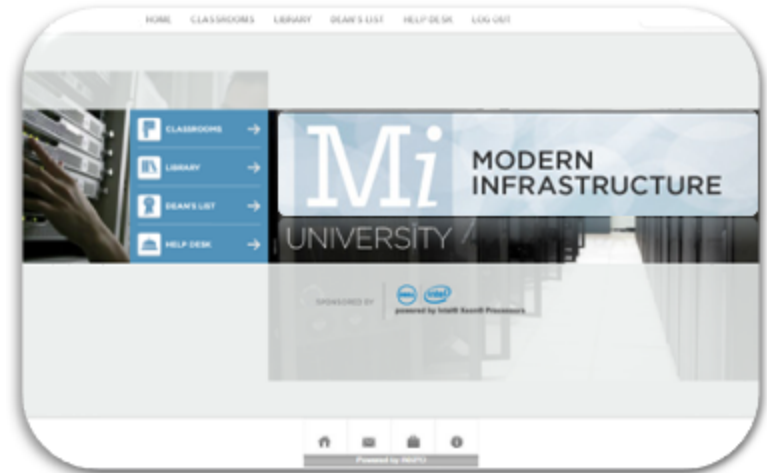 HOME CLASSROOMS LIBRARY DEAN'S LIST HELP DESK LOG OUT
CLASSROOMS
LIBRARY
DEAN'S LIST
HELP DESK
Mi
MODERN
INFRASTRUCTURE
UNIVERSITY
SPONSORED BY
DELL intel
powered by Intel® Xeon® Processors
Powered by